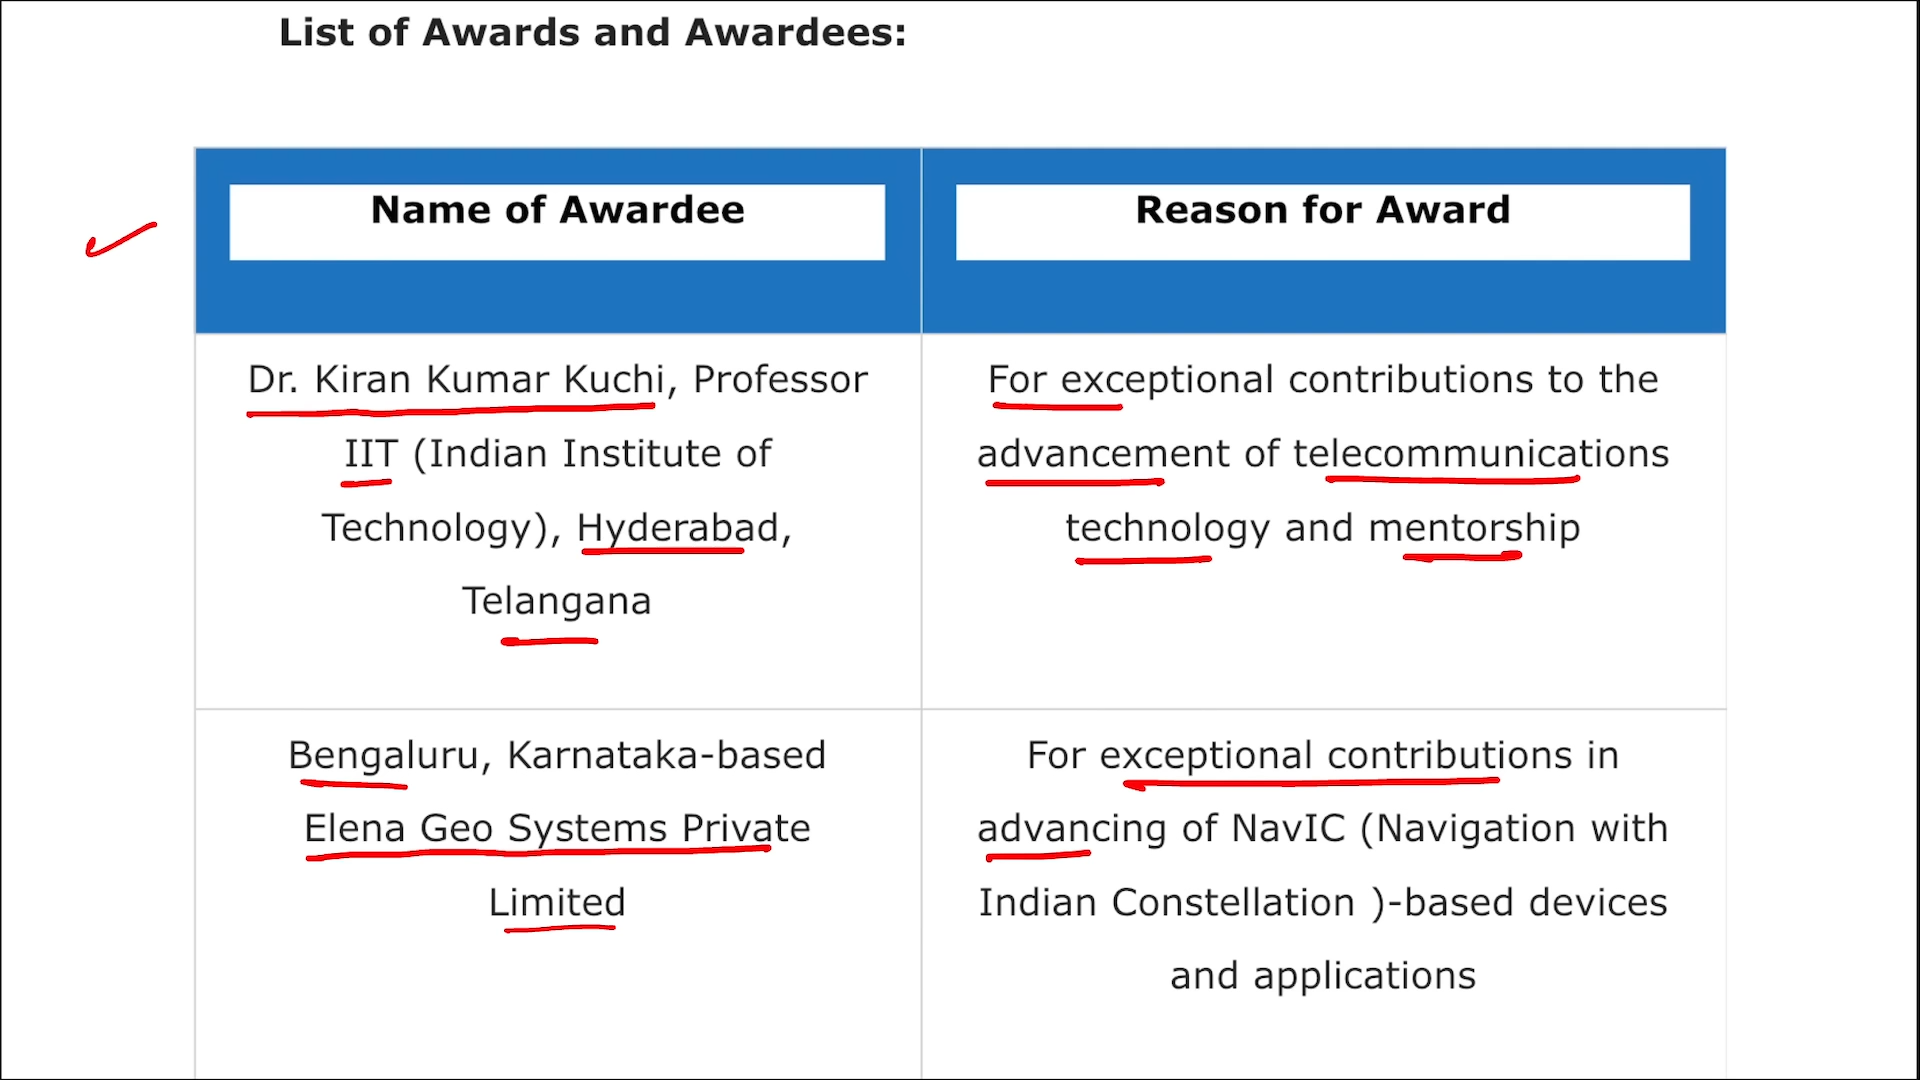 List of Awards and Awardees:
Name of Awardee
Reason for Award
Dr. Kiran Kumar Kuchi, Professor
IIT (Indian Institute of
Technology), Hyderabad,
Telangana
For exceptional contributions to the
advancement of telecommunications
technology and mentorship
Bengaluru, Karnataka-based
Elena Geo Systems Private
Limited
For exceptional contributions in
advancing of NavIC (Navigation with
Indian Constellation )-based devices
and applications